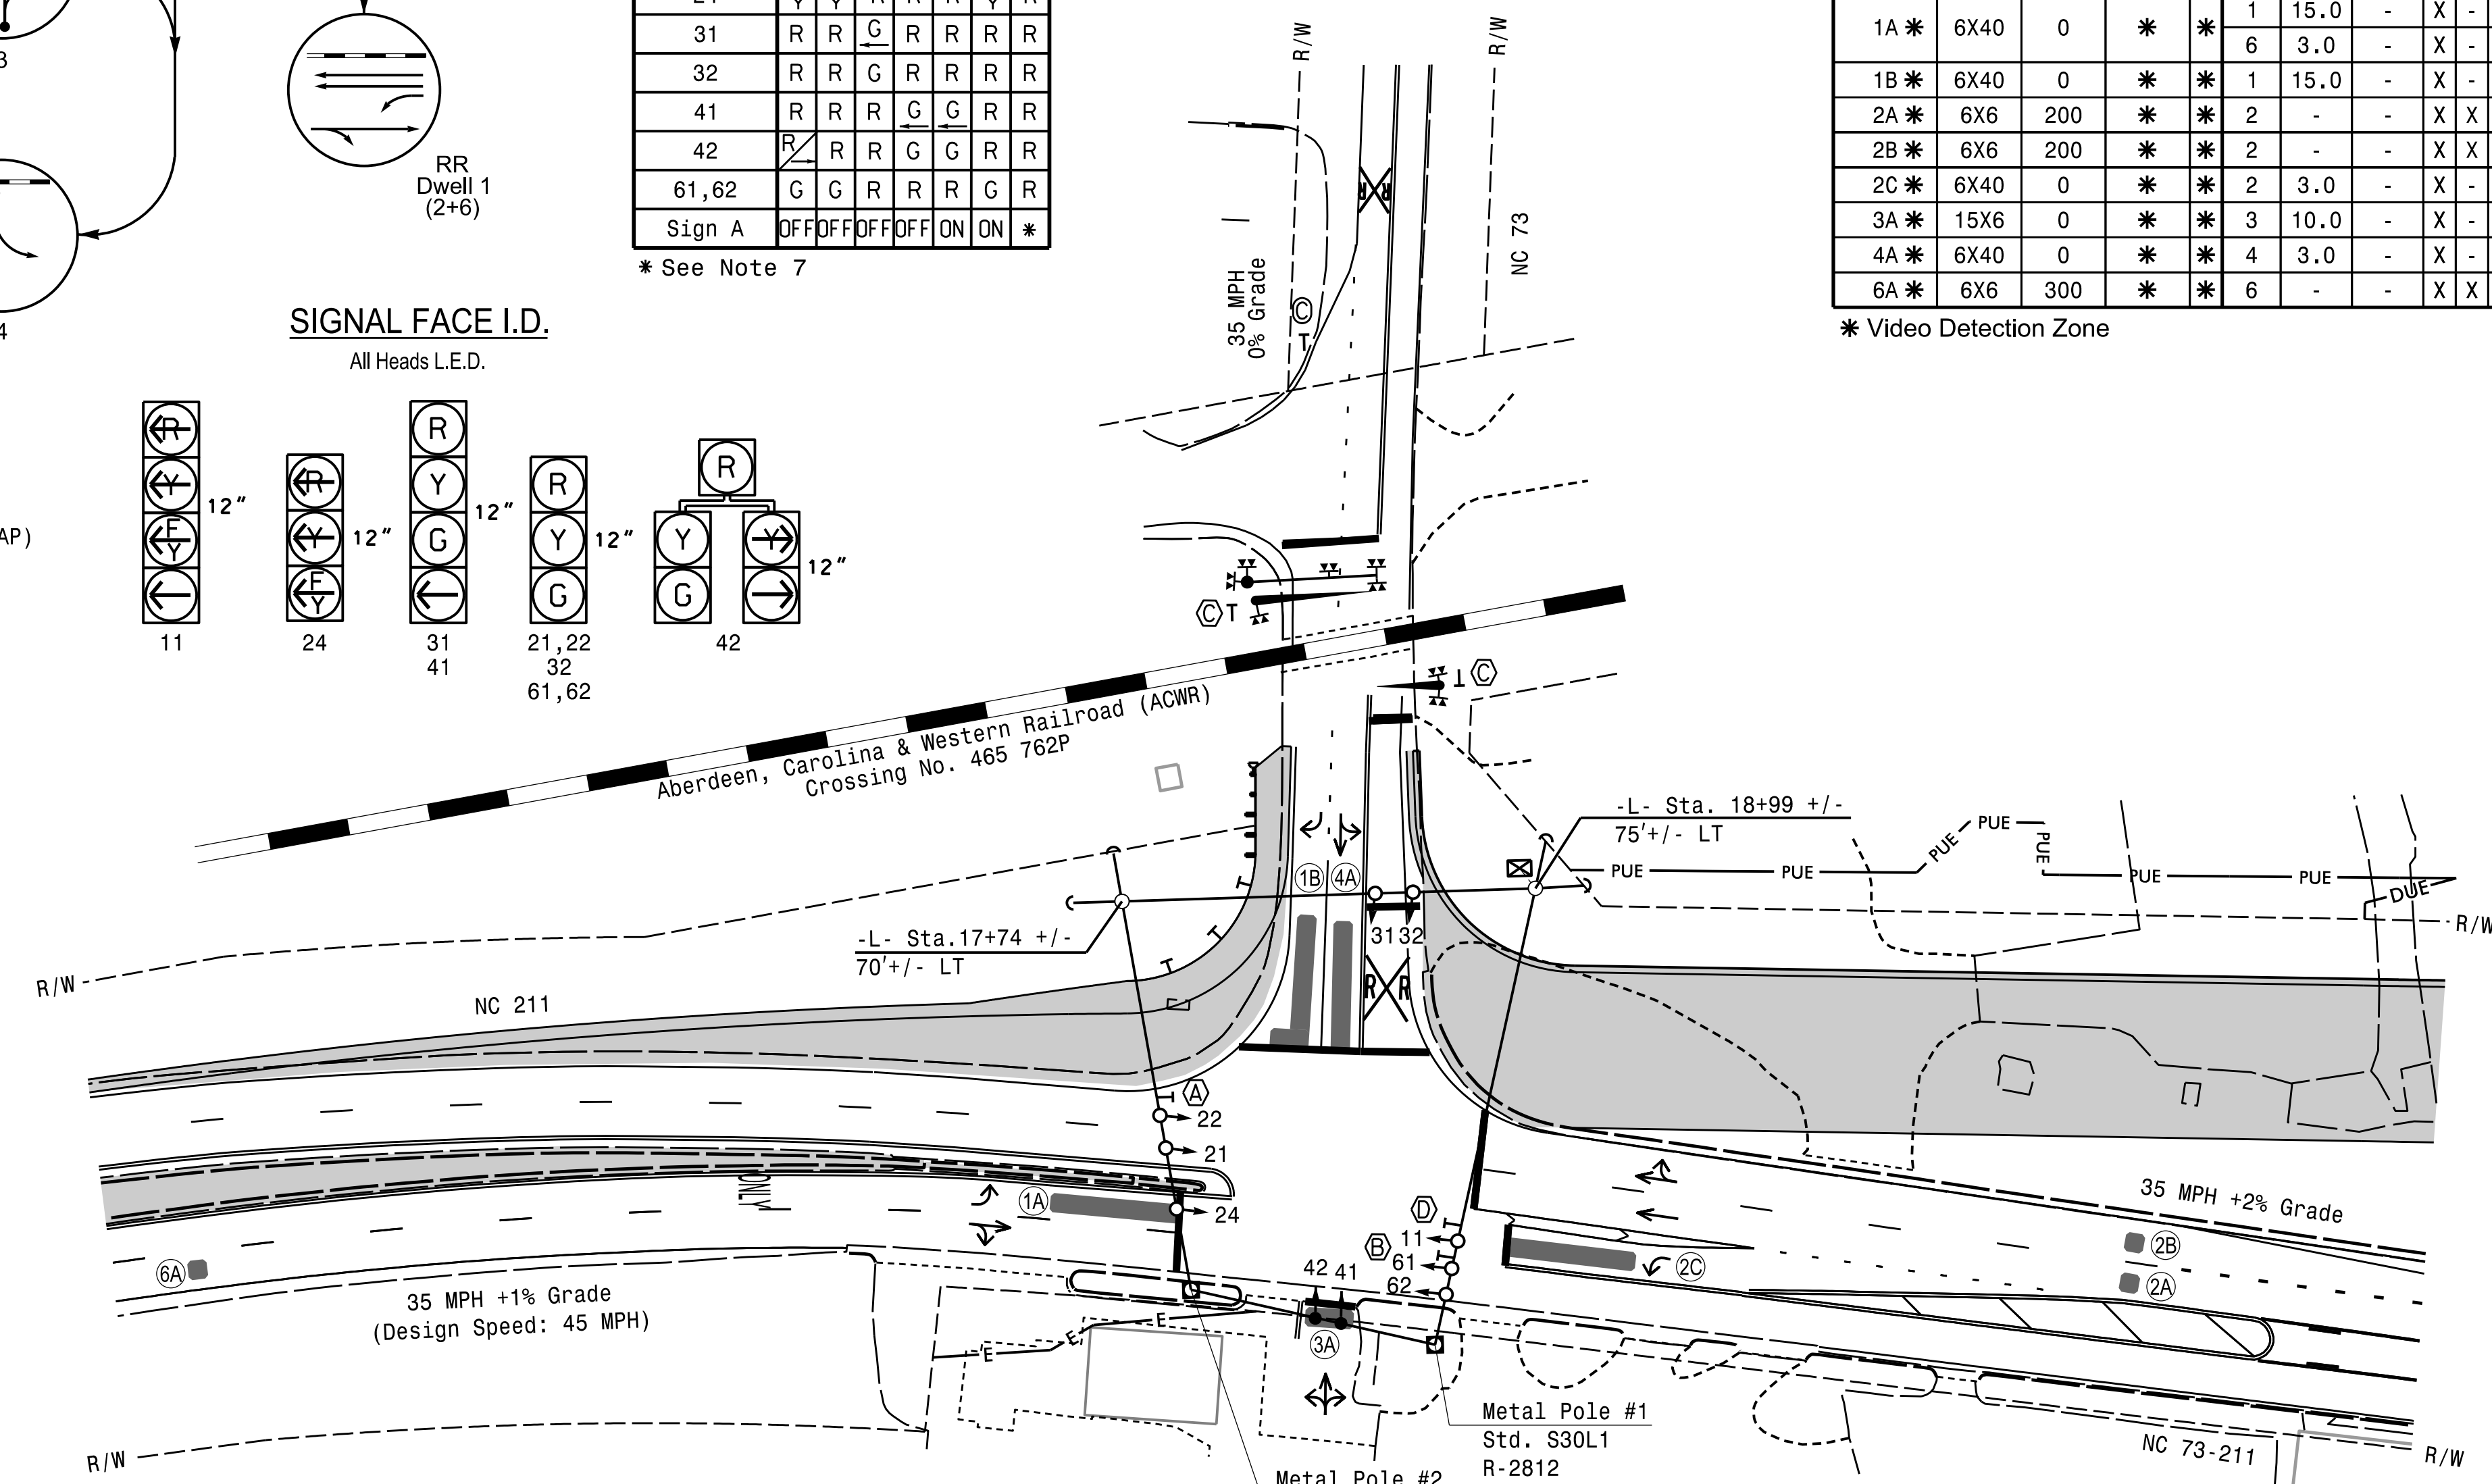 3
4
RR
Dwell 1
(2+6)
31 R R G R R R R
32 R R G R R R R
41 R R R G G R R
42 R R R G G R R
61,62 G G R R R G R
Sign A OFF OFF OFF OFF ON ON *
* See Note 7
1A * 6X40 0 * * 1 15.0 - X -
6 3.0 - X -
1B * 6X40 0 * * 1 15.0 - X -
2A * 6X6 200 * * 2 - - X X
2B * 6X6 200 * * 2 - - X X
2C * 6X40 0 * * 2 3.0 - X -
3A * 15X6 0 * * 3 10.0 - X -
4A * 6X40 0 * * 4 3.0 - X -
6A * 6X6 300 * * 6 - - X X
* Video Detection Zone
SIGNAL FACE I.D.
All Heads L.E.D.
R Y F Y 12"
11
R Y F Y 12"
24
R Y G 12"
31
41
R Y G 12"
21,22
32
61,62
R Y Y G 12"
42
AP)
R/W
R/W
NC 73
35 MPH
0% Grade
C T
R R
C T
T C
Aberdeen, Carolina & Western Railroad (ACWR)
Crossing No. 465 762P
-L- Sta. 18+99 +/-
75'+/- LT
PUE PUE PUE PUE PUE PUE PUE
DUE
R/W
-L- Sta.17+74 +/-
70'+/- LT
1B 4A
31 32
R R
R/W
NC 211
A
22
21
24
1A
ONLY
6A
35 MPH +1% Grade
(Design Speed: 45 MPH)
D
11
B
61
62
42 41
3A
2C
2B
2A
35 MPH +2% Grade
E E E
Metal Pole #1
Std. S30L1
R-2812
Metal Pole #2
NC 73-211
R/W
R/W